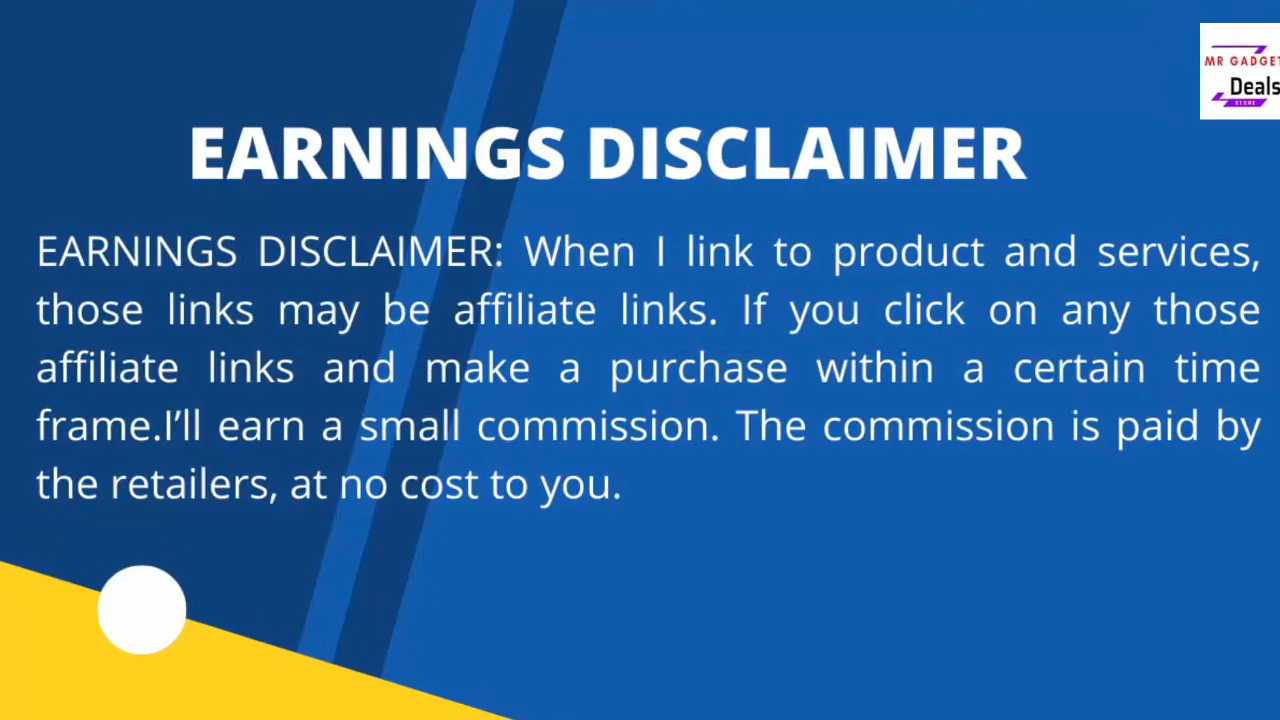 MR GADGET
Deals
STORE
EARNINGS DISCLAIMER
EARNINGS DISCLAIMER: When I link to product and services,
those links may be affiliate links. If you click on any those
affiliate links and make a purchase within a certain time
frame.I’ll earn a small commission. The commission is paid by
the retailers, at no cost to you.